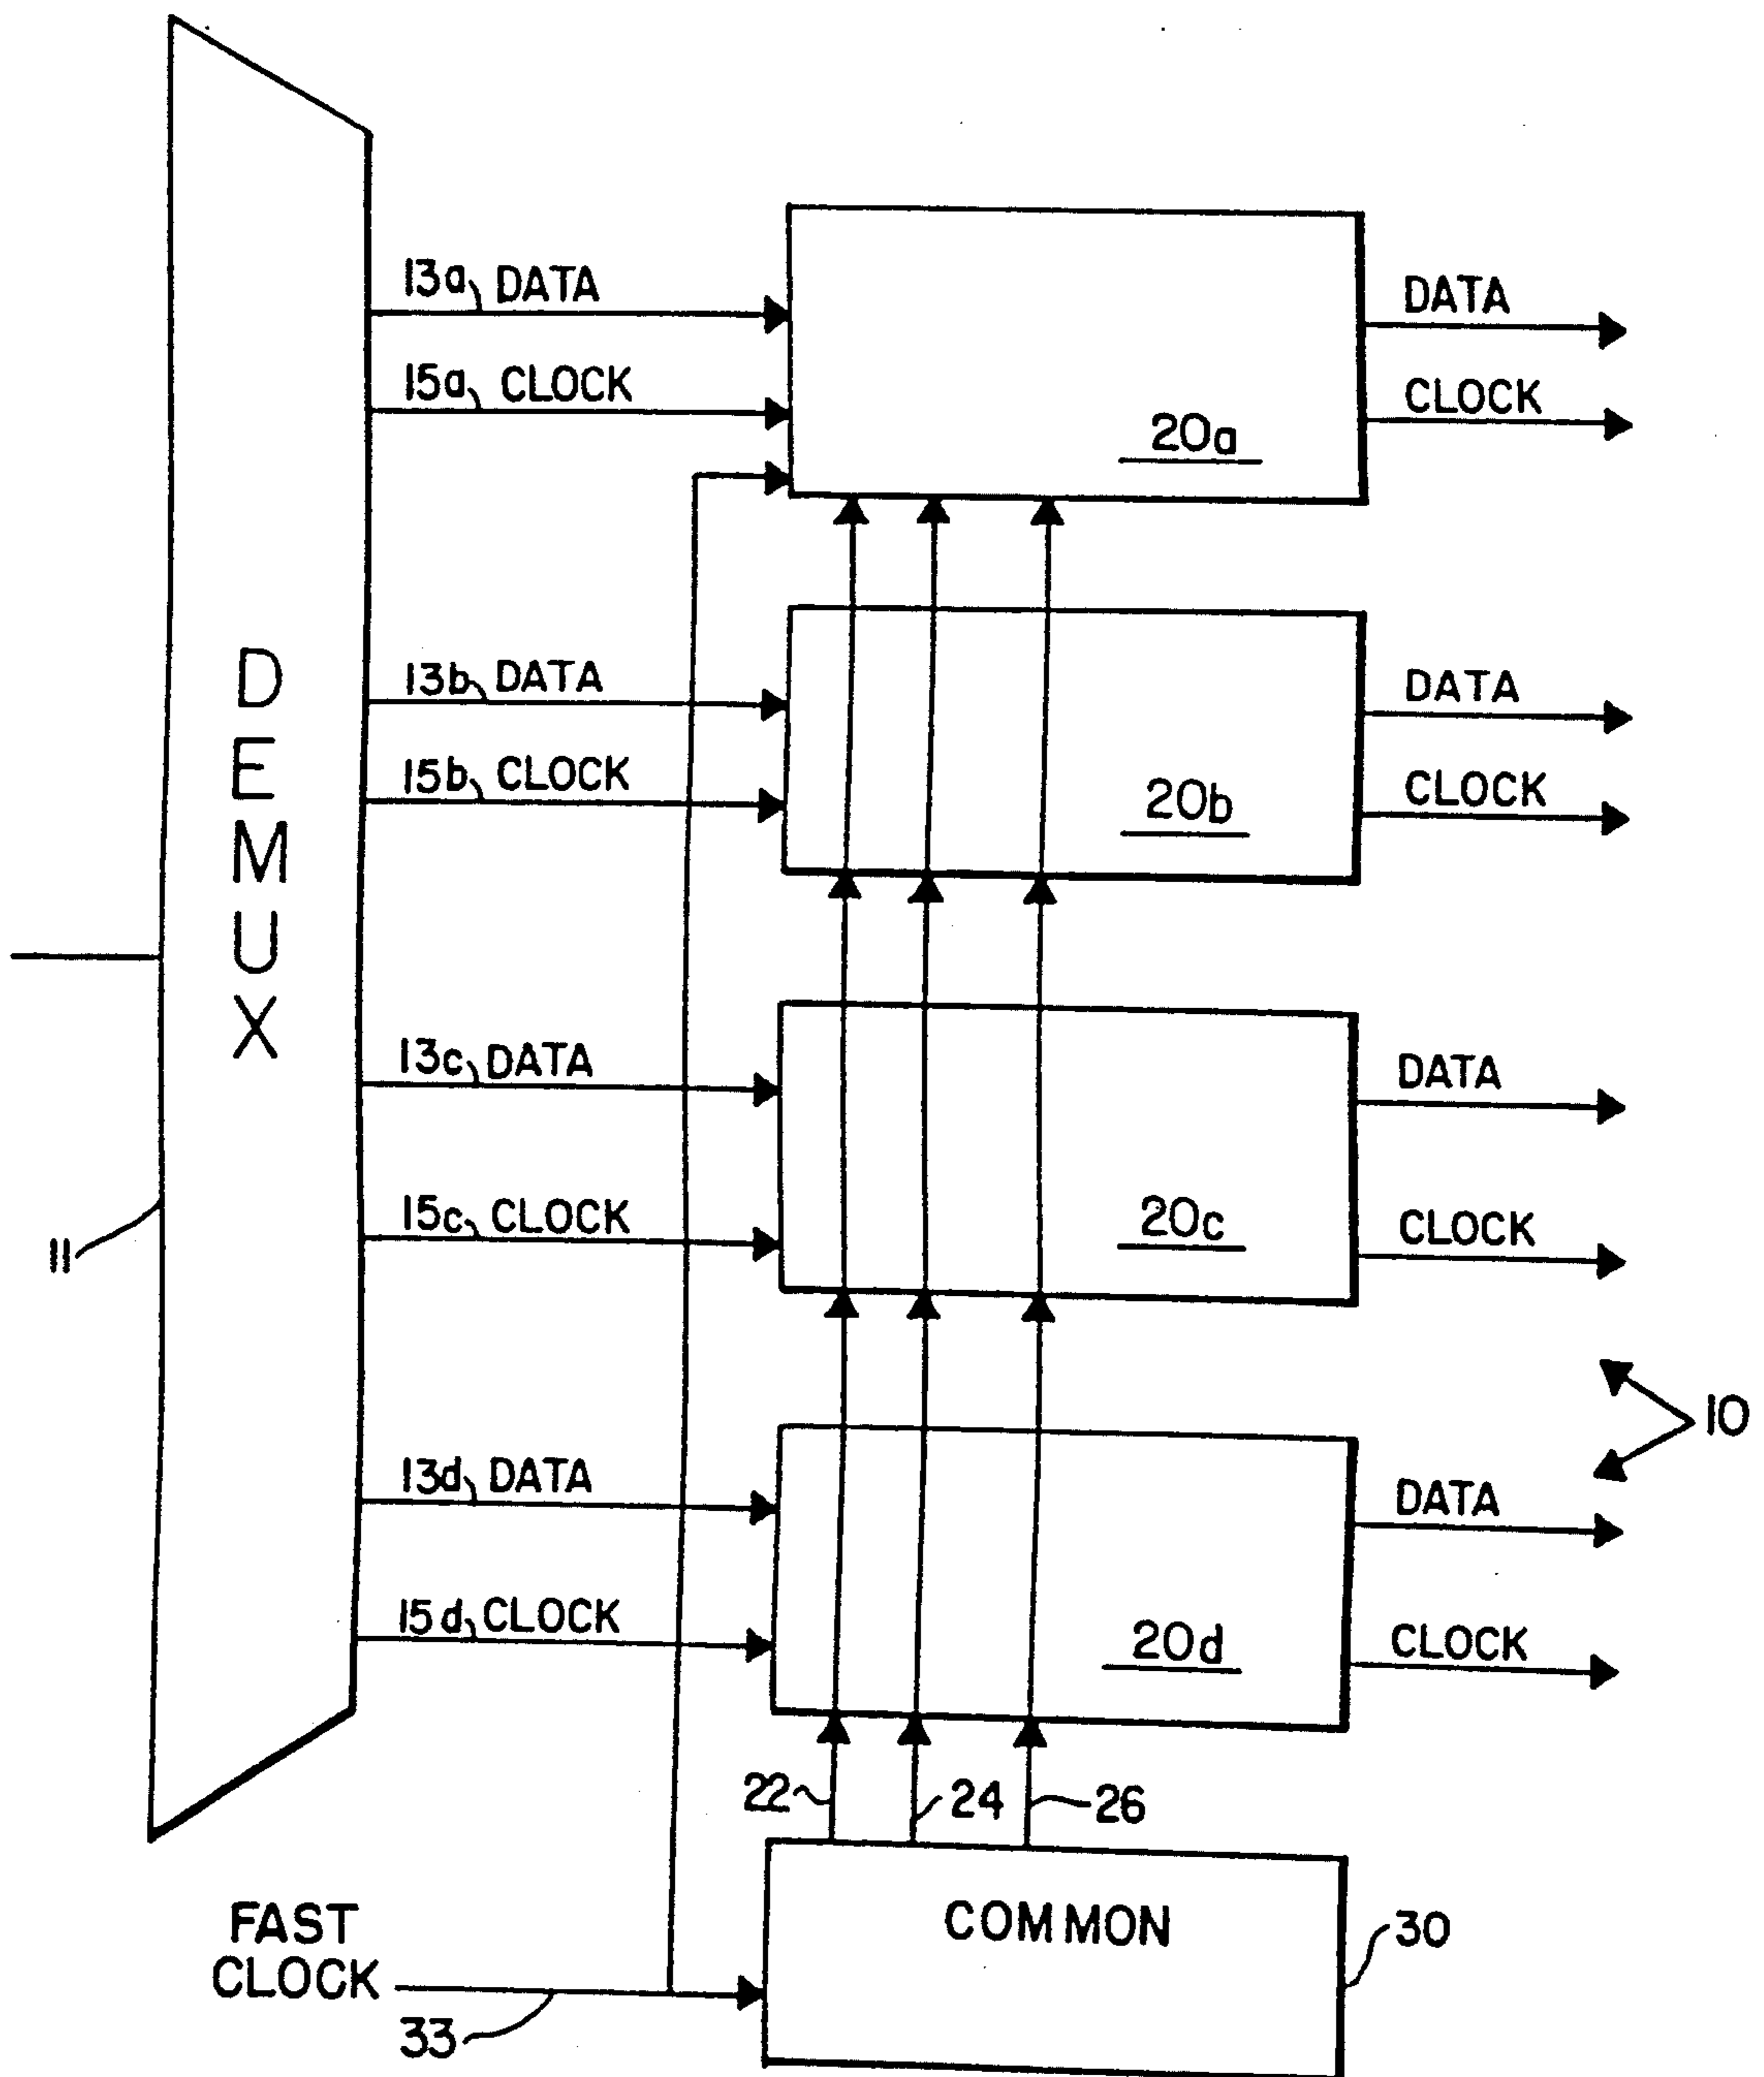 13a DATA
DATA
15a CLOCK
CLOCK
20a
13b DATA
DATA
15b CLOCK
CLOCK
20b
DEMUX
13c DATA
DATA
15c CLOCK
CLOCK
20c
11
10
13d DATA
DATA
15d CLOCK
CLOCK
20d
22
24
26
COMMON
30
FAST
CLOCK
33